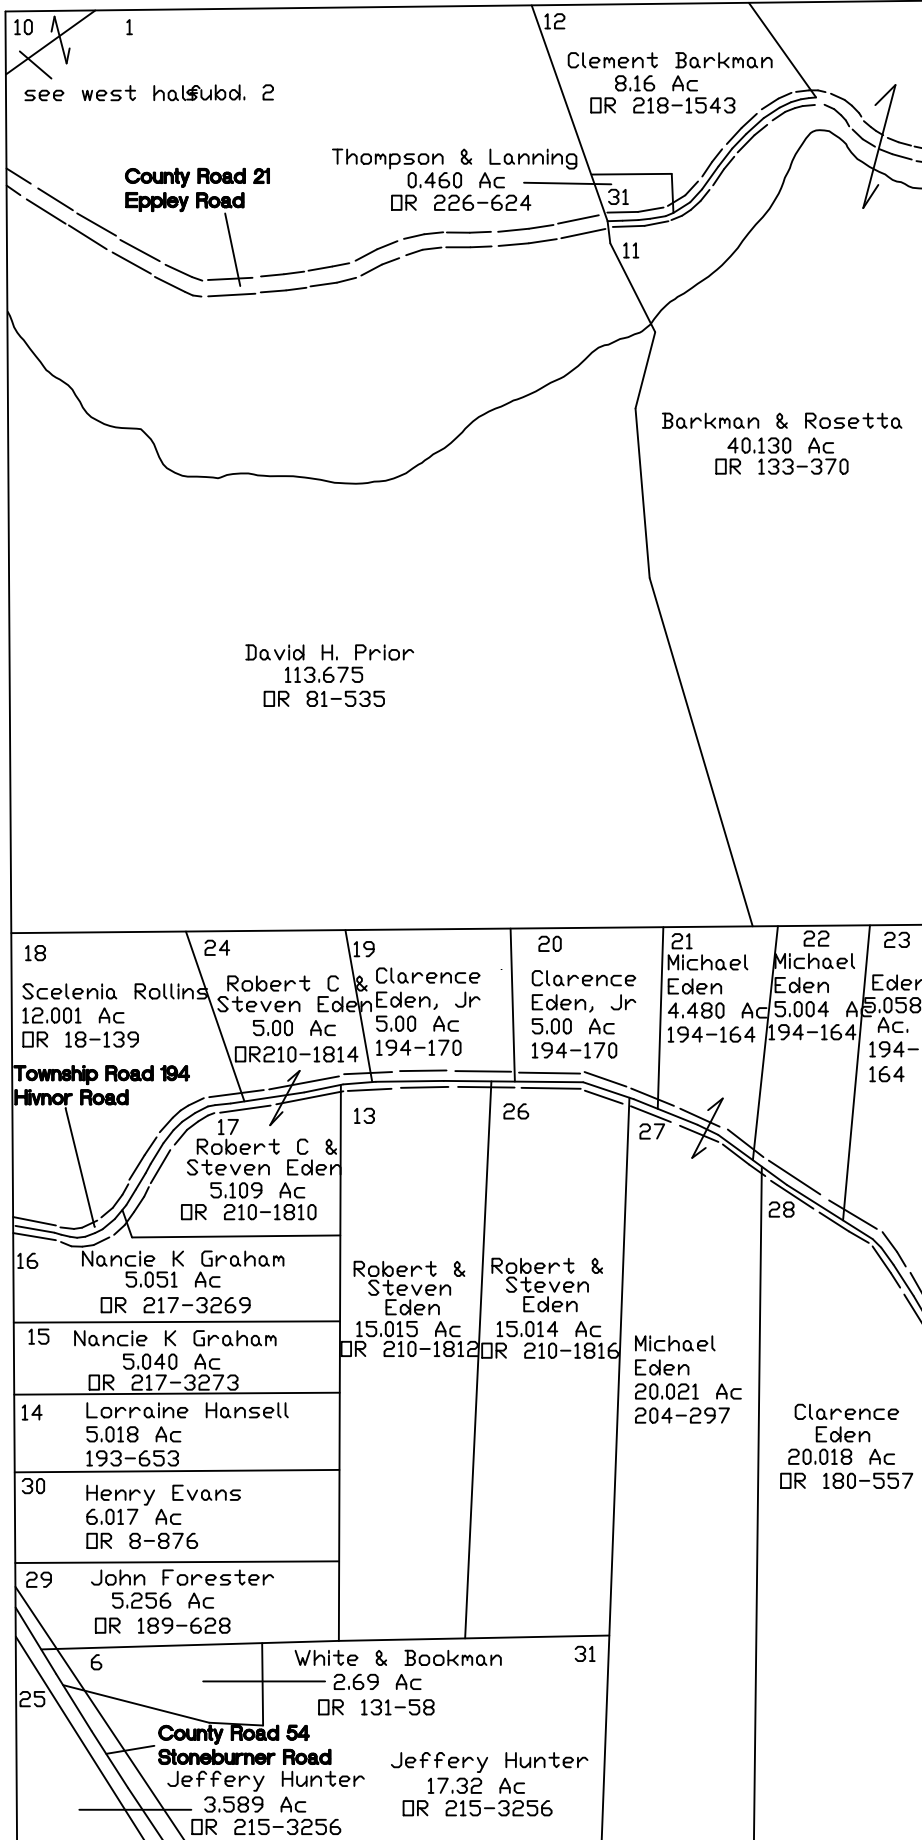 10
1
12
see west half subd. 2
Clement Barkman
8.16 Ac
OR 218-1543
Thompson & Lanning
0.460 Ac
OR 226-624
31
County Road 21
Eppley Road
11
Barkman & Rosetta
40.130 Ac
OR 133-370
David H. Prior
113.675
OR 81-535
18
Scelenia Rollins
12.001 Ac
OR 18-139
24
Robert C &
Steven Eden
5.00 Ac
OR210-1814
19
Clarence
Eden, Jr
5.00 Ac
194-170
20
Clarence
Eden, Jr
5.00 Ac
194-170
21
Michael
Eden
4.480 Ac
194-164
22
Michael
Eden
5.004 Ac
194-164
23
Eden
5.058
Ac.
194-
164
Township Road 194
Hivnor Road
17
Robert C &
Steven Eden
5.109 Ac
OR 210-1810
13
26
27
28
16
Nancie K Graham
5.051 Ac
OR 217-3269
15
Nancie K Graham
5.040 Ac
OR 217-3273
Robert &
Steven
Eden
15.015 Ac
OR 210-1812
Robert &
Steven
Eden
15.014 Ac
OR 210-1816
Michael
Eden
20.021 Ac
204-297
Clarence
Eden
20.018 Ac
OR 180-557
14
Lorraine Hansell
5.018 Ac
193-653
30
Henry Evans
6.017 Ac
OR 8-876
29
John Forester
5.256 Ac
OR 189-628
6
White & Bookman
2.69 Ac
OR 131-58
31
25
County Road 54
Stoneburner Road
Jeffery Hunter
3.589 Ac
OR 215-3256
Jeffery Hunter
17.32 Ac
OR 215-3256